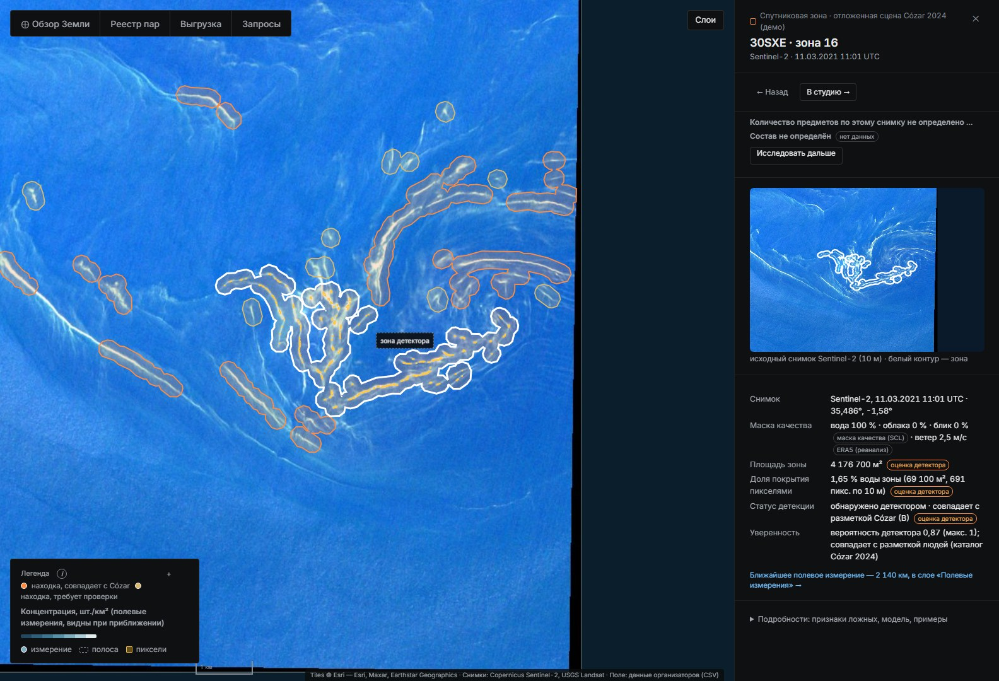 Обзор Земли
Реестр пар
Выгрузка
Запросы
Слои
зона детектора
Легенда i +
находка, совпадает с Cózar
находка, требует проверки
Концентрация, шт./км² (полевые
измерения, видны при приближении)
измерение полоса пиксели
1 км
Tiles © Esri — Esri, Maxar, Earthstar Geographics · Снимки: Copernicus Sentinel-2, USGS Landsat · Поле: данные организаторов (CSV)
Спутниковая зона · отложенная сцена Cózar 2024
(демо)
30SXE · зона 16
Sentinel-2 · 11.03.2021 11:01 UTC
← Назад
В студию →
Количество предметов по этому снимку не определено ...
Состав не определён нет данных
Исследовать дальше
исходный снимок Sentinel-2 (10 м) · белый контур — зона
Снимок Sentinel-2, 11.03.2021 11:01 UTC ·
35,486°, -1,58°
Маска качества вода 100 % · облака 0 % · блик 0 %
маска качества (SCL) · ветер 2,5 м/с
ERA5 (реанализ)
Площадь зоны 4 176 700 м² оценка детектора
Доля покрытия 1,65 % воды зоны (69 100 м², 691
пикселями пикс. по 10 м) оценка детектора
Статус детекции обнаружено детектором · совпадает с
разметкой Cózar (B) оценка детектора
Уверенность вероятность детектора 0,87 (макс. 1);
совпадает с разметкой людей (каталог
Cózar 2024)
Ближайшее полевое измерение — 2 140 км, в слое «Полевые
измерения» →
Подробности: признаки ложных, модель, примеры